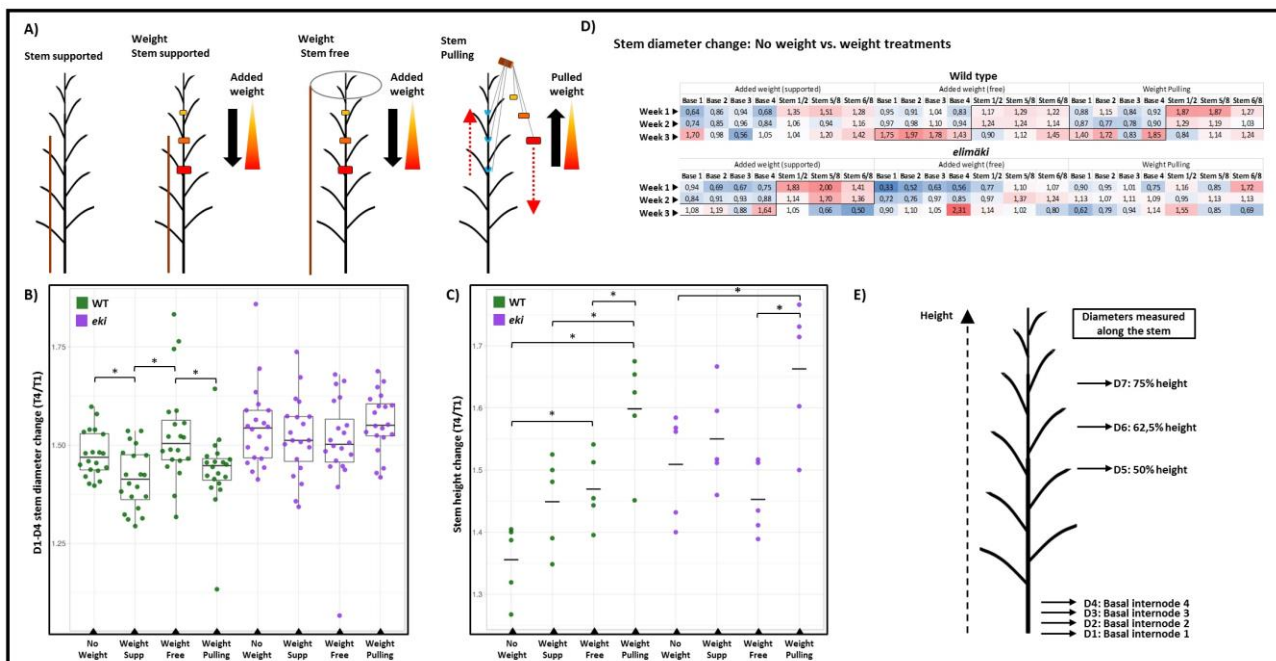 A)
Stem supported
Weight
Stem supported
Weight
Stem free
Stem
Pulling
Added
weight
Added
weight
Pulled
weight
D)
Stem diameter change: No weight vs. weight treatments
Wild type
Added weight (supported) Added weight (free) Weight Pulling
Base 1 Base 2 Base 3 Base 4 Stem 1/2 Stem 5/8 Stem 6/8 Base 1 Base 2 Base 3 Base 4 Stem 1/2 Stem 5/8 Stem 6/8 Base 1 Base 2 Base 3 Base 4 Stem 1/2 Stem 5/8 Stem 6/8
Week 1 0,64 0,86 0,94 0,68 1,35 1,51 1,28 0,95 0,91 1,04 0,83 1,17 1,29 1,22 0,88 1,15 0,84 0,92 1,87 1,87 1,27
Week 2 0,74 0,85 0,96 0,84 1,06 0,94 1,16 0,97 0,98 1,10 0,94 1,24 1,24 1,14 0,87 0,77 0,78 0,90 1,29 1,19 1,03
Week 3 1,70 0,98 0,56 1,05 1,04 1,20 1,42 1,75 1,97 1,78 1,43 0,90 1,12 1,45 1,40 1,72 0,83 1,85 0,84 1,14 1,24
elimäki
Added weight (supported) Added weight (free) Weight Pulling
Base 1 Base 2 Base 3 Base 4 Stem 1/2 Stem 5/8 Stem 6/8 Base 1 Base 2 Base 3 Base 4 Stem 1/2 Stem 5/8 Stem 6/8 Base 1 Base 2 Base 3 Base 4 Stem 1/2 Stem 5/8 Stem 6/8
Week 1 0,94 0,69 0,67 0,75 1,83 2,00 1,41 0,33 0,52 0,63 0,56 0,77 1,10 1,07 0,90 0,95 1,01 0,75 1,16 0,85 1,72
Week 2 0,84 0,91 0,93 0,88 1,14 1,70 1,36 0,72 0,76 0,97 0,85 0,97 1,37 1,24 1,13 1,07 1,11 1,09 0,95 1,13 1,13
Week 3 1,08 1,19 0,88 1,64 1,05 0,66 0,50 0,90 1,10 1,05 2,31 1,14 1,02 0,80 0,62 0,79 0,94 1,14 1,55 0,85 0,69
B)
WT
eki
* * *
D1-D4 stem diameter change (T4/T1)
1.75
1.50
1.25
No
Weight
Weight
Supp
Weight
Free
Weight
Pulling
No
Weight
Weight
Supp
Weight
Free
Weight
Pulling
C)
WT
eki
* * * * * *
Stem height change (T4/T1)
1.7
1.6
1.5
1.4
1.3
No
Weight
Weight
Supp
Weight
Free
Weight
Pulling
No
Weight
Weight
Supp
Weight
Free
Weight
Pulling
E)
Height
Diameters measured
along the stem
D7: 75% height
D6: 62,5% height
D5: 50% height
D4: Basal internode 4
D3: Basal internode 3
D2: Basal internode 2
D1: Basal internode 1